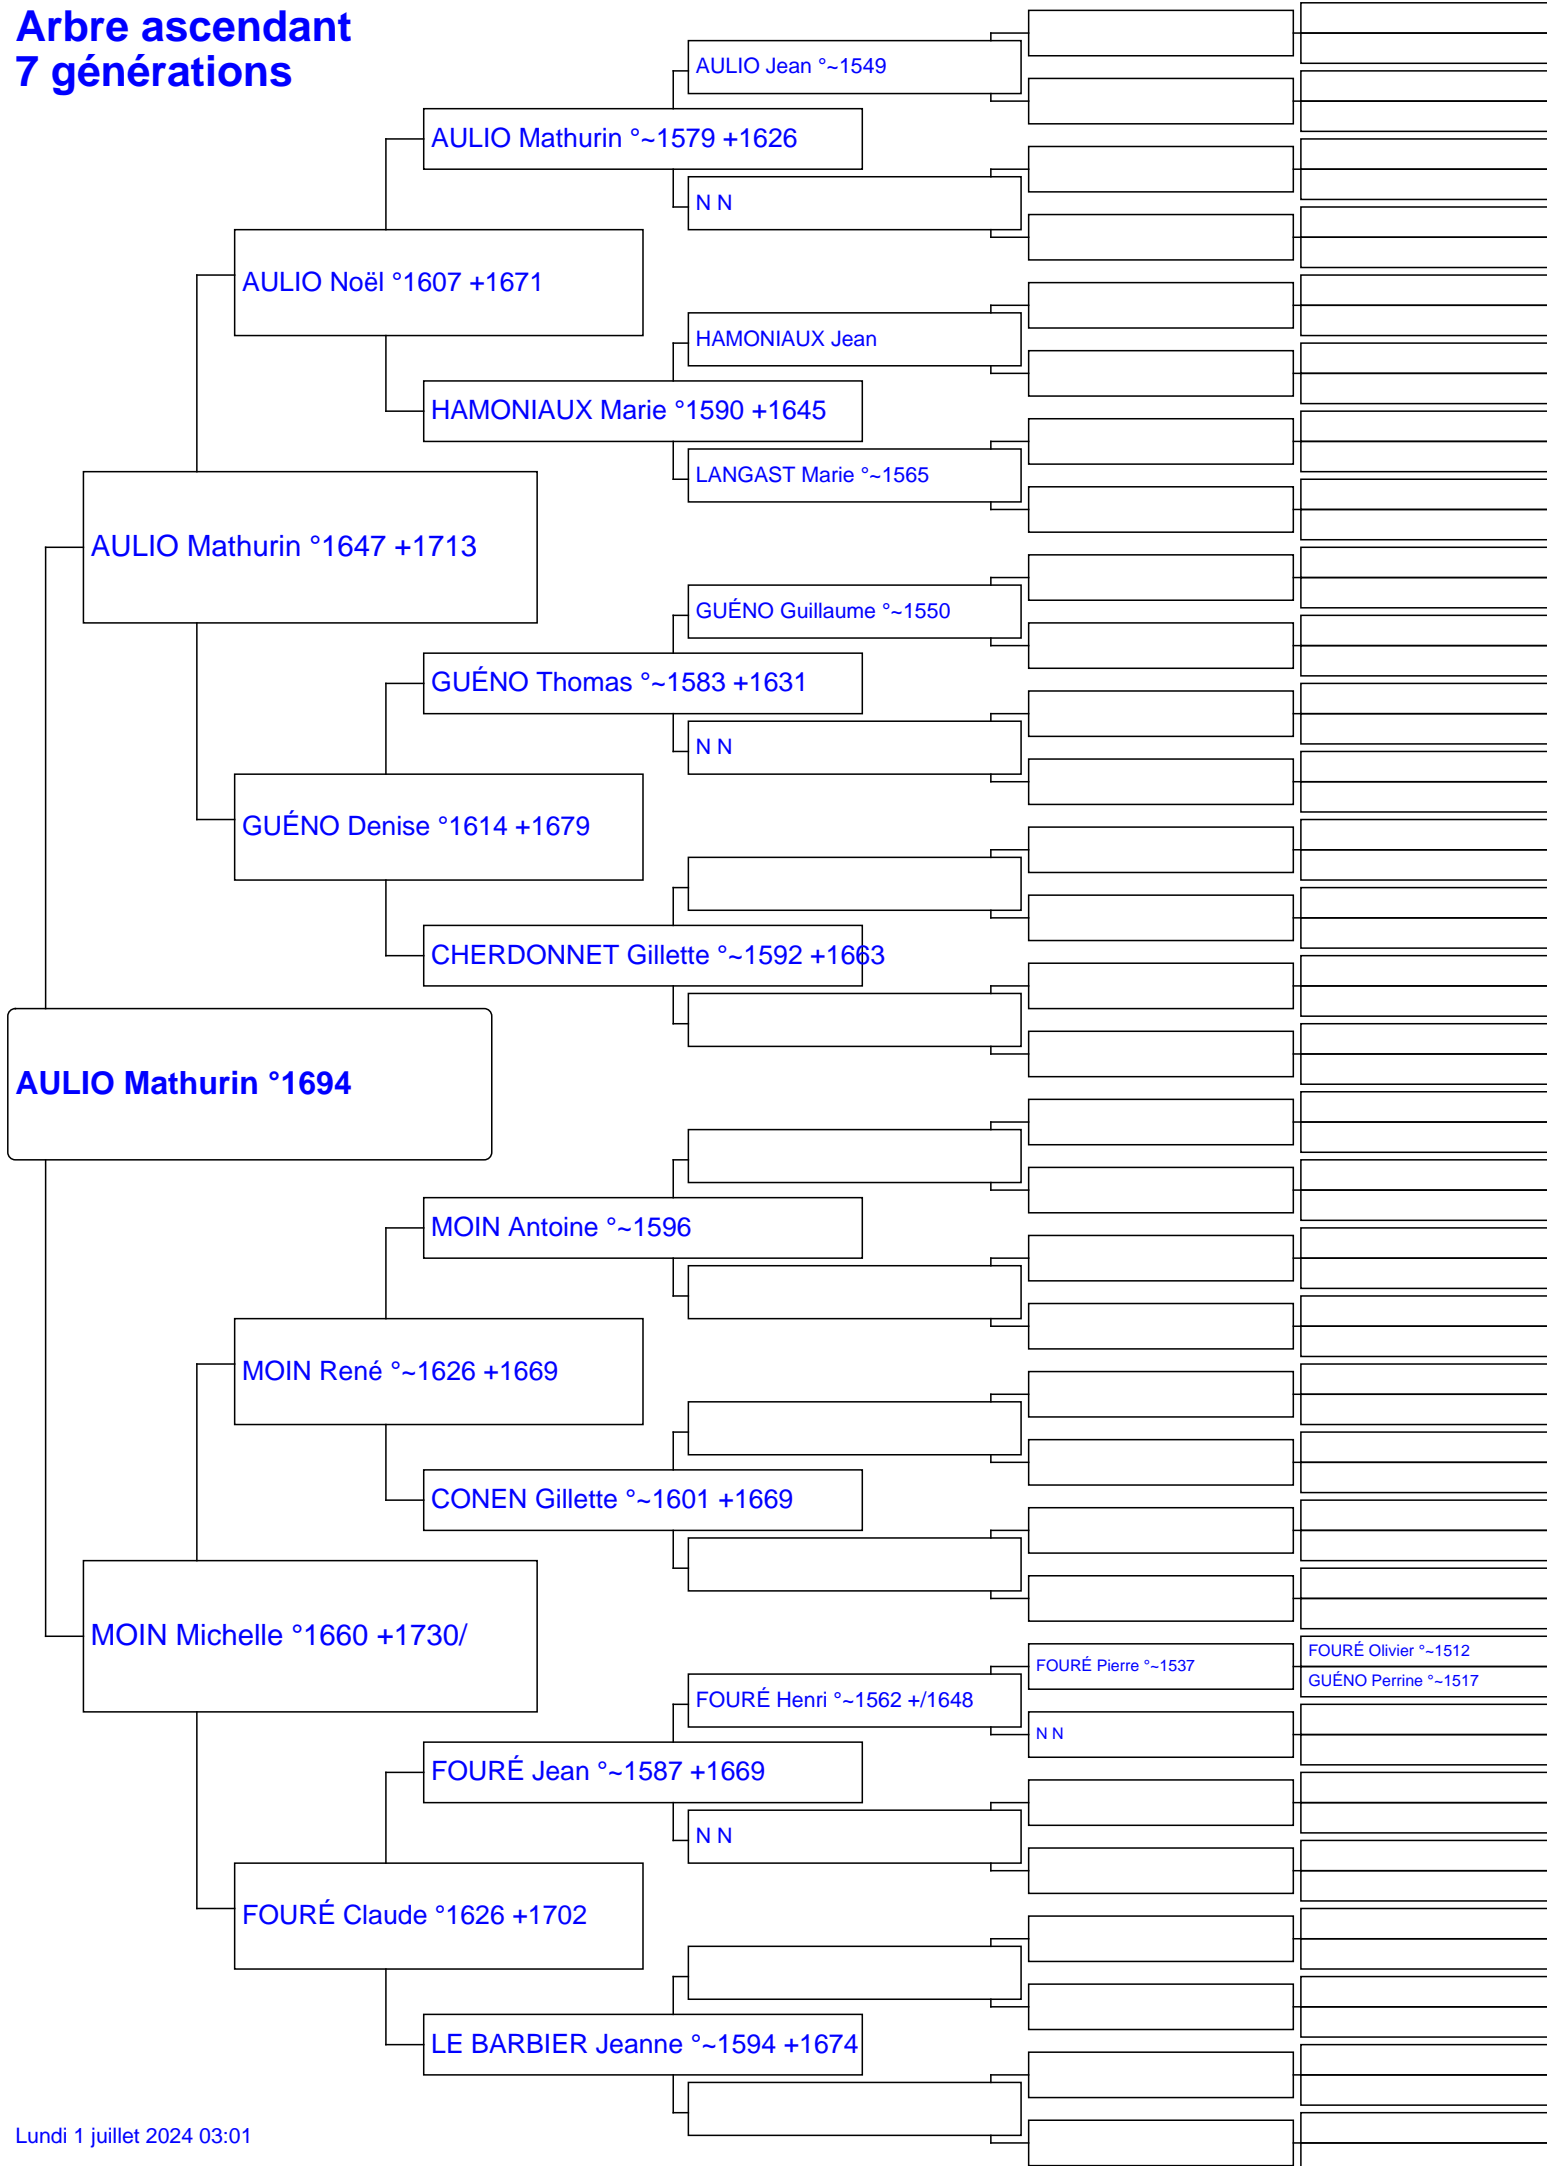 Arbre ascendant
7 générations
AULIO Jean °~1549
AULIO Mathurin °~1579 +1626
N N
AULIO Noël °1607 +1671
HAMONIAUX Jean
HAMONIAUX Marie °1590 +1645
LANGAST Marie °~1565
AULIO Mathurin °1647 +1713
GUÉNO Guillaume °~1550
GUÉNO Thomas °~1583 +1631
N N
GUÉNO Denise °1614 +1679
CHERDONNET Gillette °~1592 +1663
AULIO Mathurin °1694
MOIN Antoine °~1596
MOIN René °~1626 +1669
CONEN Gillette °~1601 +1669
MOIN Michelle °1660 +1730/
FOURÉ Olivier °~1512
FOURÉ Pierre °~1537
GUÉNO Perrine °~1517
FOURÉ Henri °~1562 +/1648
N N
FOURÉ Jean °~1587 +1669
N N
FOURÉ Claude °1626 +1702
LE BARBIER Jeanne °~1594 +1674
Lundi 1 juillet 2024 03:01